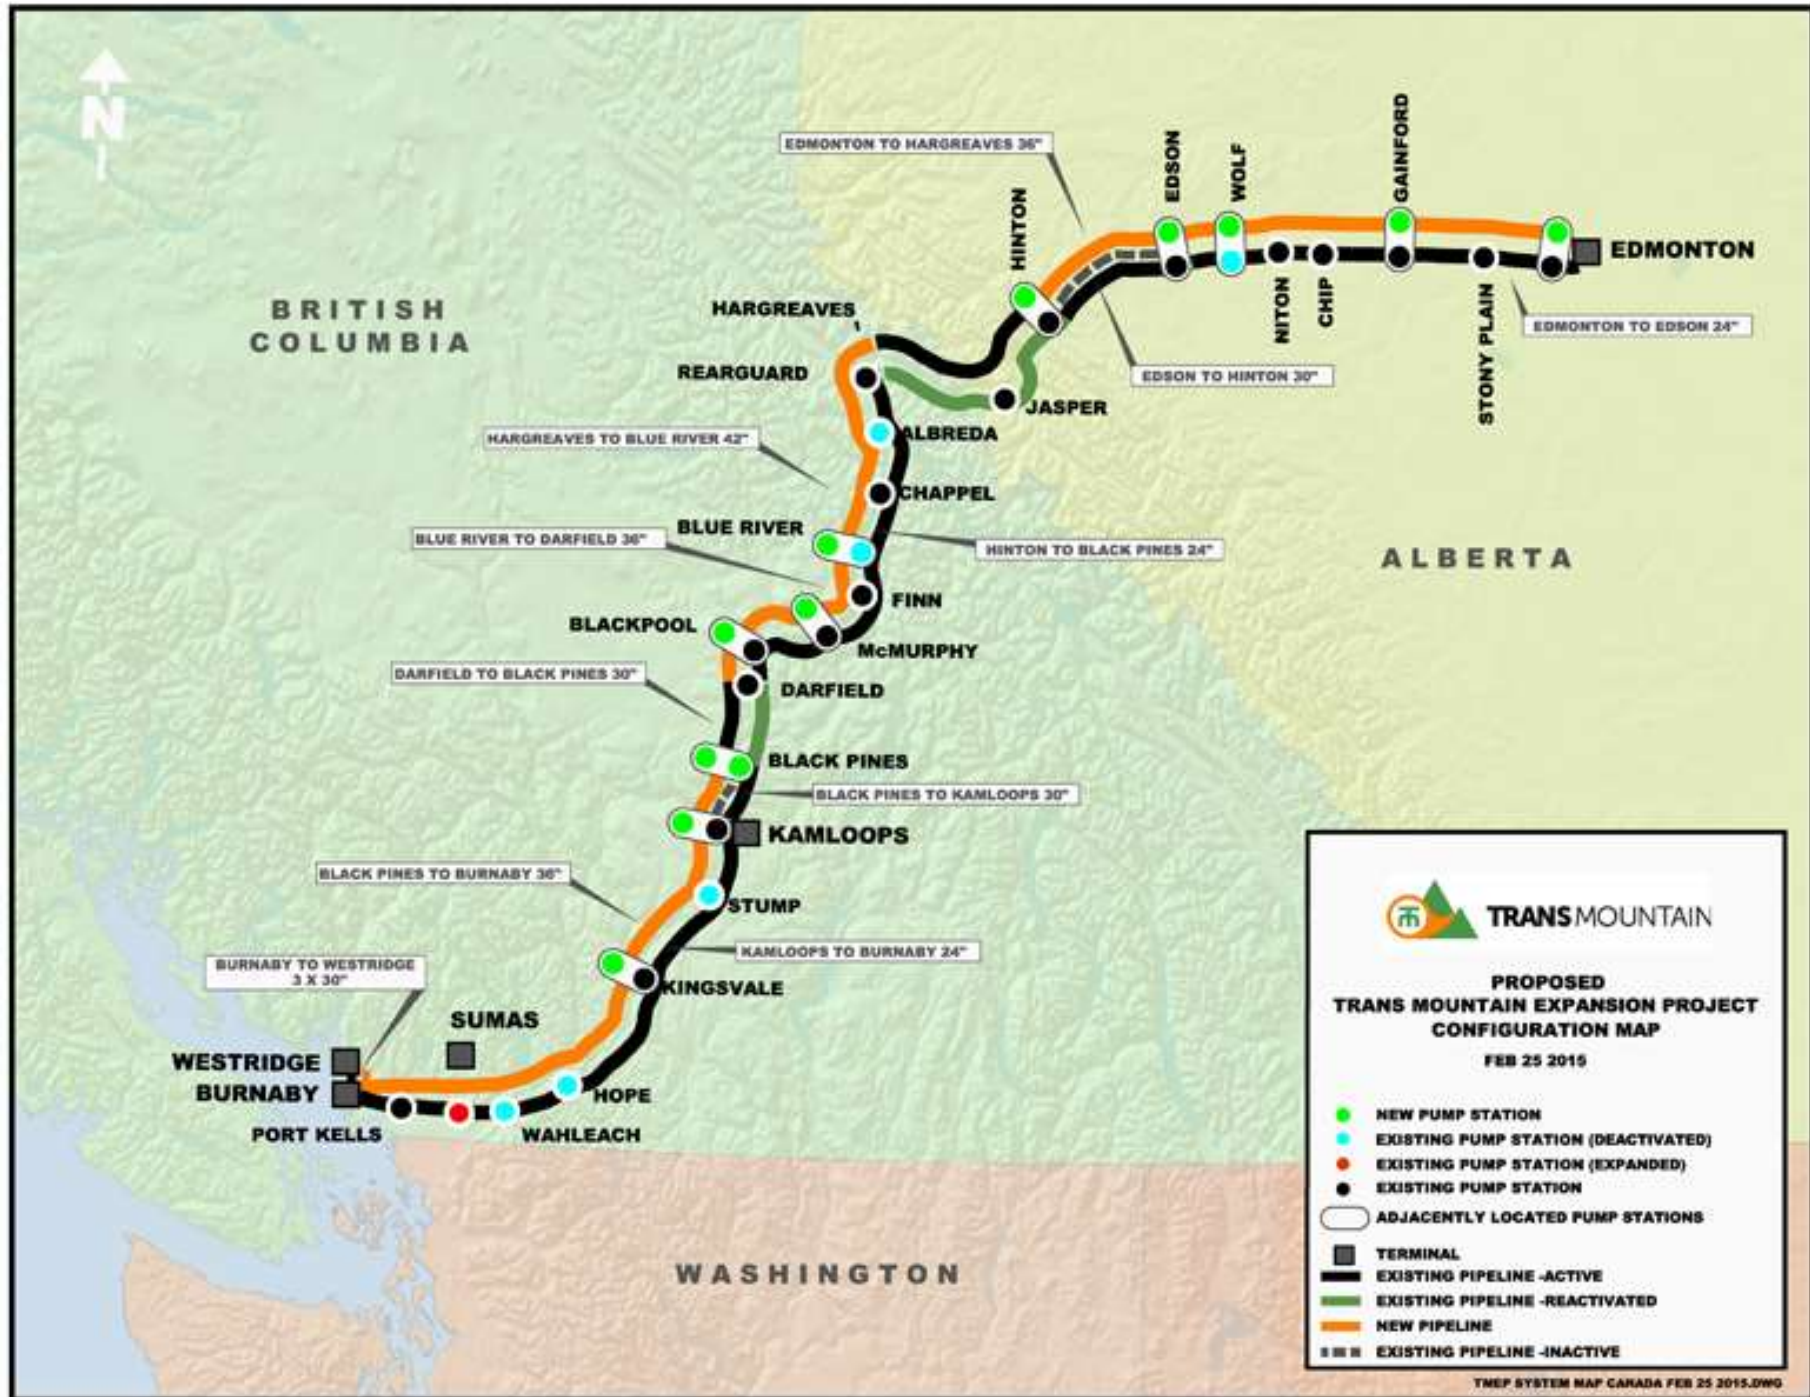 N
EDMONTON TO HARGREAVES 36"
EDSON
WOLF
GAINFORD
HINTON
EDMONTON
BRITISH
COLUMBIA
HARGREAVES
NITON
CHIP
STONY PLAIN
EDMONTON TO EDSON 24"
REARGUARD
EDSON TO HINTON 30"
JASPER
HARGREAVES TO BLUE RIVER 42"
ALBREDA
CHAPPEL
BLUE RIVER
BLUE RIVER TO DARFIELD 36"
HINTON TO BLACK PINES 24"
ALBERTA
FINN
BLACKPOOL
McMURPHY
DARFIELD TO BLACK PINES 30"
DARFIELD
BLACK PINES
BLACK PINES TO KAMLOOPS 30"
KAMLOOPS
BLACK PINES TO BURNABY 36"
STUMP
KAMLOOPS TO BURNABY 24"
BURNABY TO WESTRIDGE
3 X 30"
KINGSVALE
SUMAS
WESTRIDGE
BURNABY
HOPE
PORT KELLS
WAHLEACH
WASHINGTON
TRANSMOUNTAIN
PROPOSED
TRANS MOUNTAIN EXPANSION PROJECT
CONFIGURATION MAP
FEB 25 2015
NEW PUMP STATION
EXISTING PUMP STATION (DEACTIVATED)
EXISTING PUMP STATION (EXPANDED)
EXISTING PUMP STATION
ADJACENTLY LOCATED PUMP STATIONS
TERMINAL
EXISTING PIPELINE -ACTIVE
EXISTING PIPELINE -REACTIVATED
NEW PIPELINE
EXISTING PIPELINE -INACTIVE
TMEP SYSTEM MAP CANADA FEB 25 2015.DWG